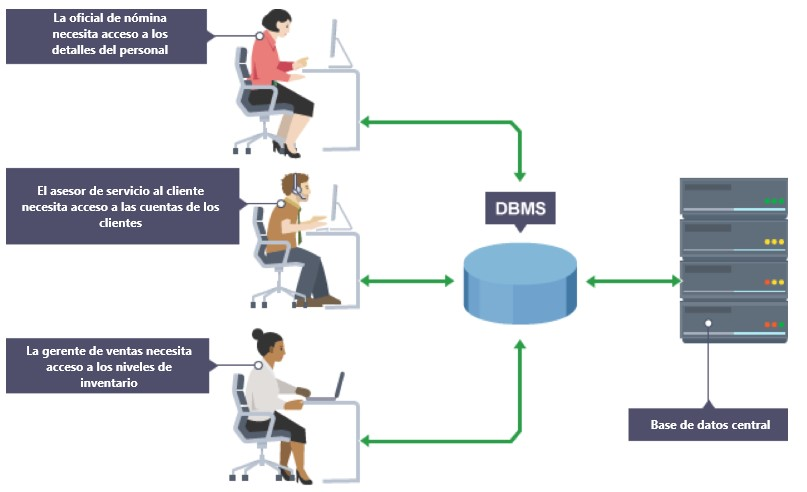 La oficial de nómina
necesita acceso a los
detalles del personal
El asesor de servicio al cliente
necesita acceso a las cuentas de los
clientes
DBMS
La gerente de ventas necesita
acceso a los niveles de
inventario
Base de datos central